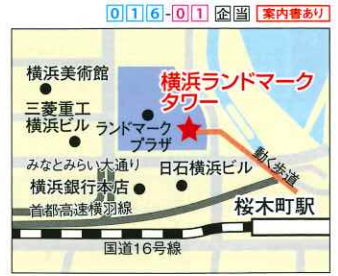 016-01 企当 案内書あり
横浜美術館
横浜ランドマーク
タワー
三菱重工
横浜ビル
ランドマーク
プラザ
動く歩道
みなとみらい大通り
日石横浜ビル
横浜銀行本店
首都高速横羽線
桜木町駅
国道16号線